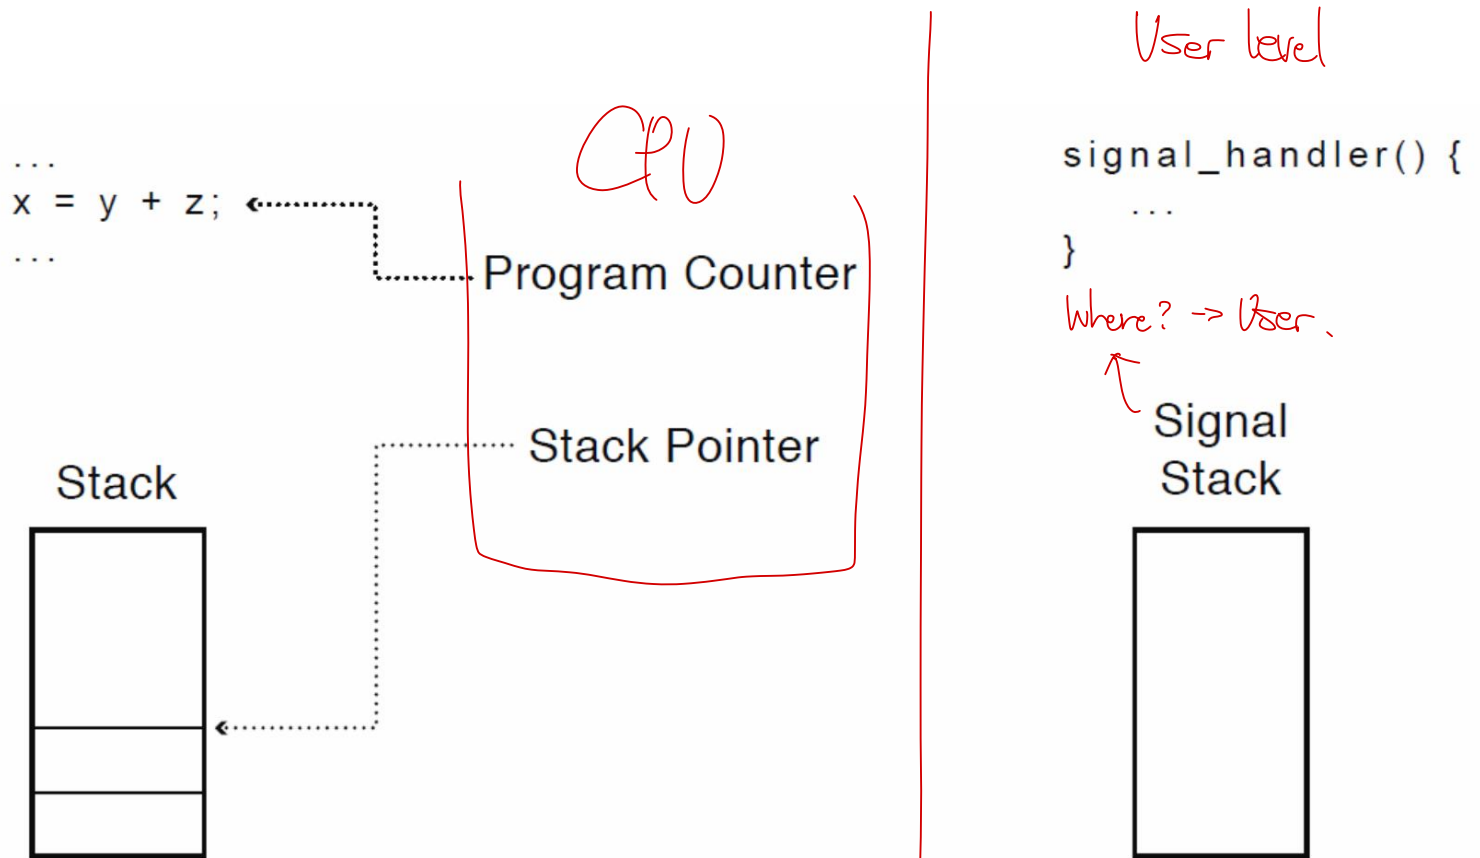 ...
x = y + z;
...
CPU
Program Counter
Stack Pointer
Stack
User level
signal_handler() {
...
}
Where? -> User.
Signal
Stack